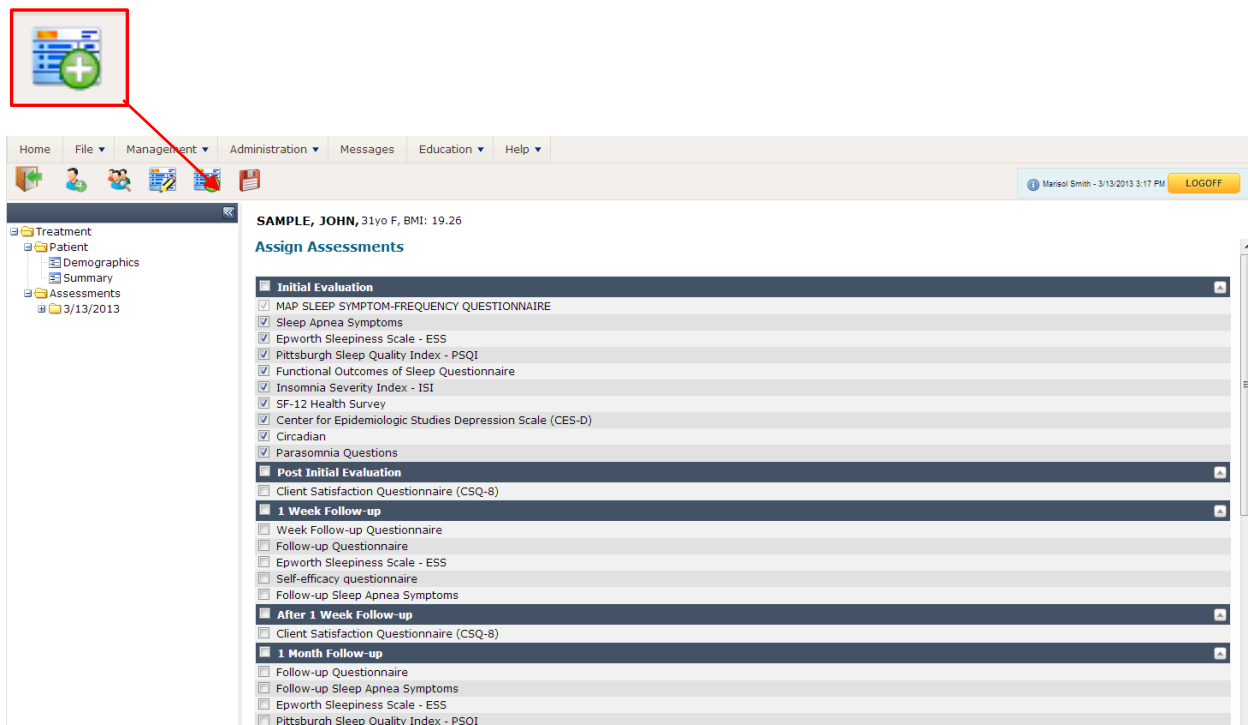 Home File Management Administration Messages Education Help
Marisol Smith - 3/13/2013 3:17 PM LOGOFF
Treatment
Patient
Demographics
Summary
Assessments
3/13/2013
SAMPLE, JOHN, 31yo F, BMI: 19.26
Assign Assessments
Initial Evaluation
MAP SLEEP SYMPTOM-FREQUENCY QUESTIONNAIRE
Sleep Apnea Symptoms
Epworth Sleepiness Scale - ESS
Pittsburgh Sleep Quality Index - PSQI
Functional Outcomes of Sleep Questionnaire
Insomnia Severity Index - ISI
SF-12 Health Survey
Center for Epidemiologic Studies Depression Scale (CES-D)
Circadian
Parasomnia Questions
Post Initial Evaluation
Client Satisfaction Questionnaire (CSQ-8)
1 Week Follow-up
Week Follow-up Questionnaire
Follow-up Questionnaire
Epworth Sleepiness Scale - ESS
Self-efficacy questionnaire
Follow-up Sleep Apnea Symptoms
After 1 Week Follow-up
Client Satisfaction Questionnaire (CSQ-8)
1 Month Follow-up
Follow-up Questionnaire
Follow-up Sleep Apnea Symptoms
Epworth Sleepiness Scale - ESS
Pittsburgh Sleep Quality Index - PSQI